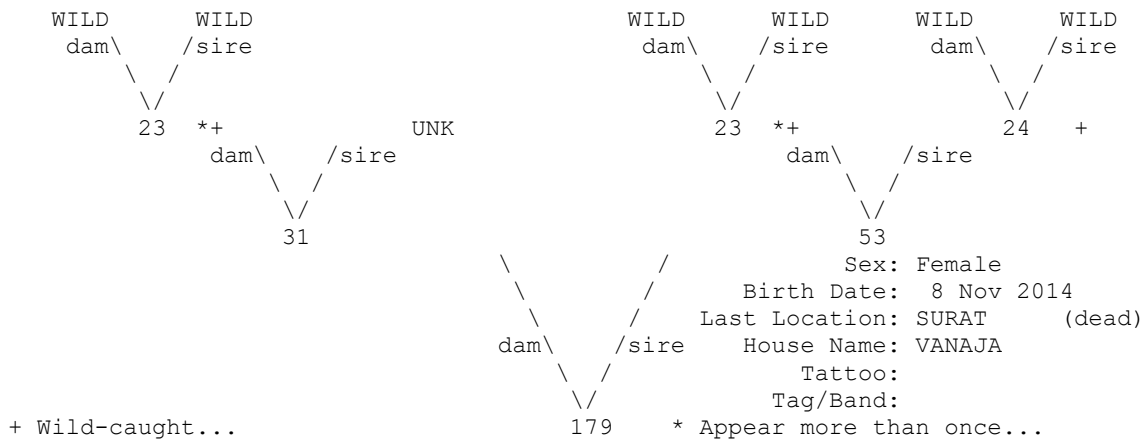 WILD WILD WILD WILD WILD WILD
dam\ /sire dam\ /sire dam\ /sire
\ / \ / \ /
\/ \/ \/
23 *+ UNK 23 *+ 24 +
dam\ /sire dam\ /sire
\ / \ /
\/ \/
31 53
\ / Sex: Female
\ / Birth Date: 8 Nov 2014
\ / Last Location: SURAT (dead)
dam\ /sire House Name: VANAJA
\ / Tattoo:
\/ Tag/Band:
+ Wild-caught... 179 * Appear more than once...